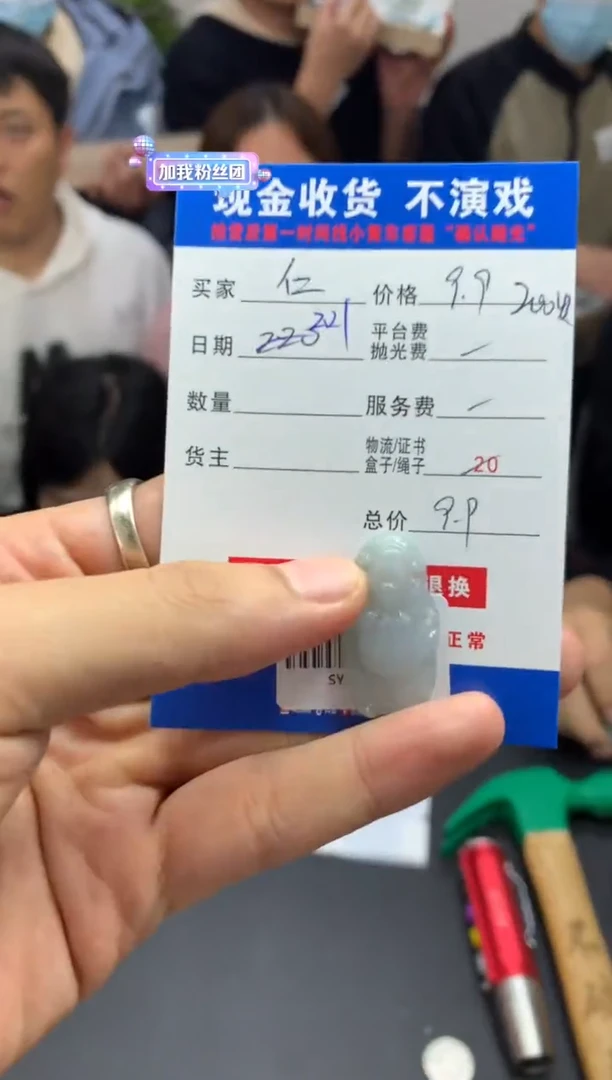 加我粉丝团
现金收货 不演戏
买家 仁 价格 9.9
日期 平台费 抛光费
数量 服务费
货主 物流/证书 盒子/绳子 20
总价 9.9
退换
正常
SY